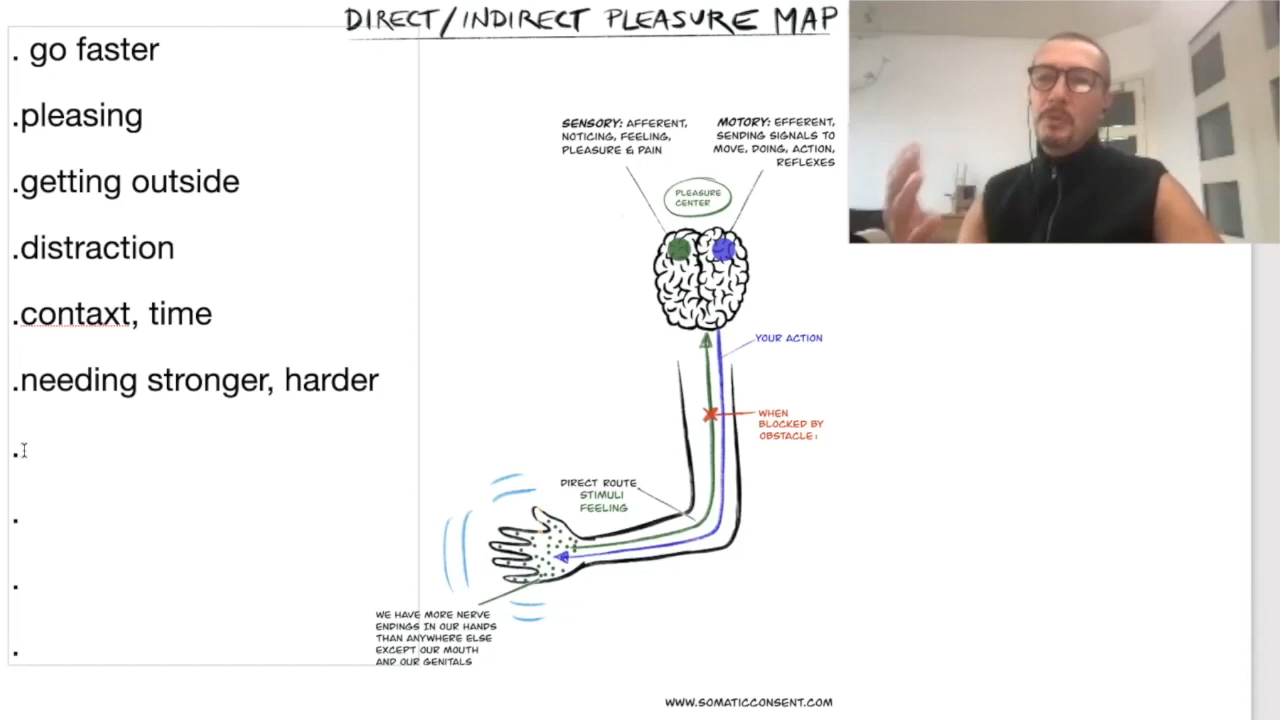 DIRECT/INDIRECT PLEASURE MAP
. go faster
.pleasing
.getting outside
.distraction
.contaxt, time
.needing stronger, harder
.
.
.
.
SENSORY: AFFERENT,
NOTICING, FEELING,
PLEASURE & PAIN
MOTORY: EFFERENT,
SENDING SIGNALS TO
MOVE, DOING, ACTION,
REFLEXES
PLEASURE
CENTER
YOUR ACTION
WHEN
BLOCKED BY
OBSTACLE:
DIRECT ROUTE
STIMULI
FEELING
WE HAVE MORE NERVE
ENDINGS IN OUR HANDS
THAN ANYWHERE ELSE
EXCEPT OUR MOUTH
AND OUR GENITALS
WWW.SOMATICCONSENT.COM